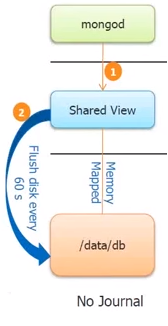 mongod
1
2
Shared View
Flush disk every
60 s
Memory
Mapped
/data/db
No Journal